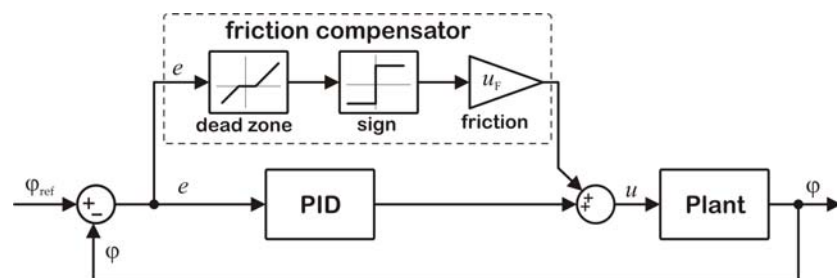 friction compensator
e
u_F
dead zone
sign
friction
φ_ref
+
−
e
PID
+
+
u
Plant
φ
φ